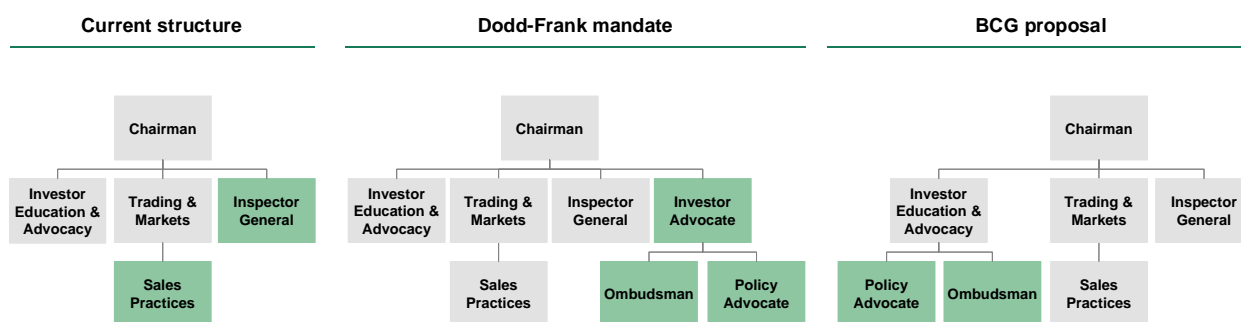 Current structure
Dodd-Frank mandate
BCG proposal
Chairman
Investor
Education &
Advocacy
Trading &
Markets
Inspector
General
Sales
Practices
Chairman
Investor
Education &
Advocacy
Trading &
Markets
Inspector
General
Investor
Advocate
Sales
Practices
Ombudsman
Policy
Advocate
Chairman
Investor
Education &
Advocacy
Trading &
Markets
Inspector
General
Policy
Advocate
Ombudsman
Sales
Practices